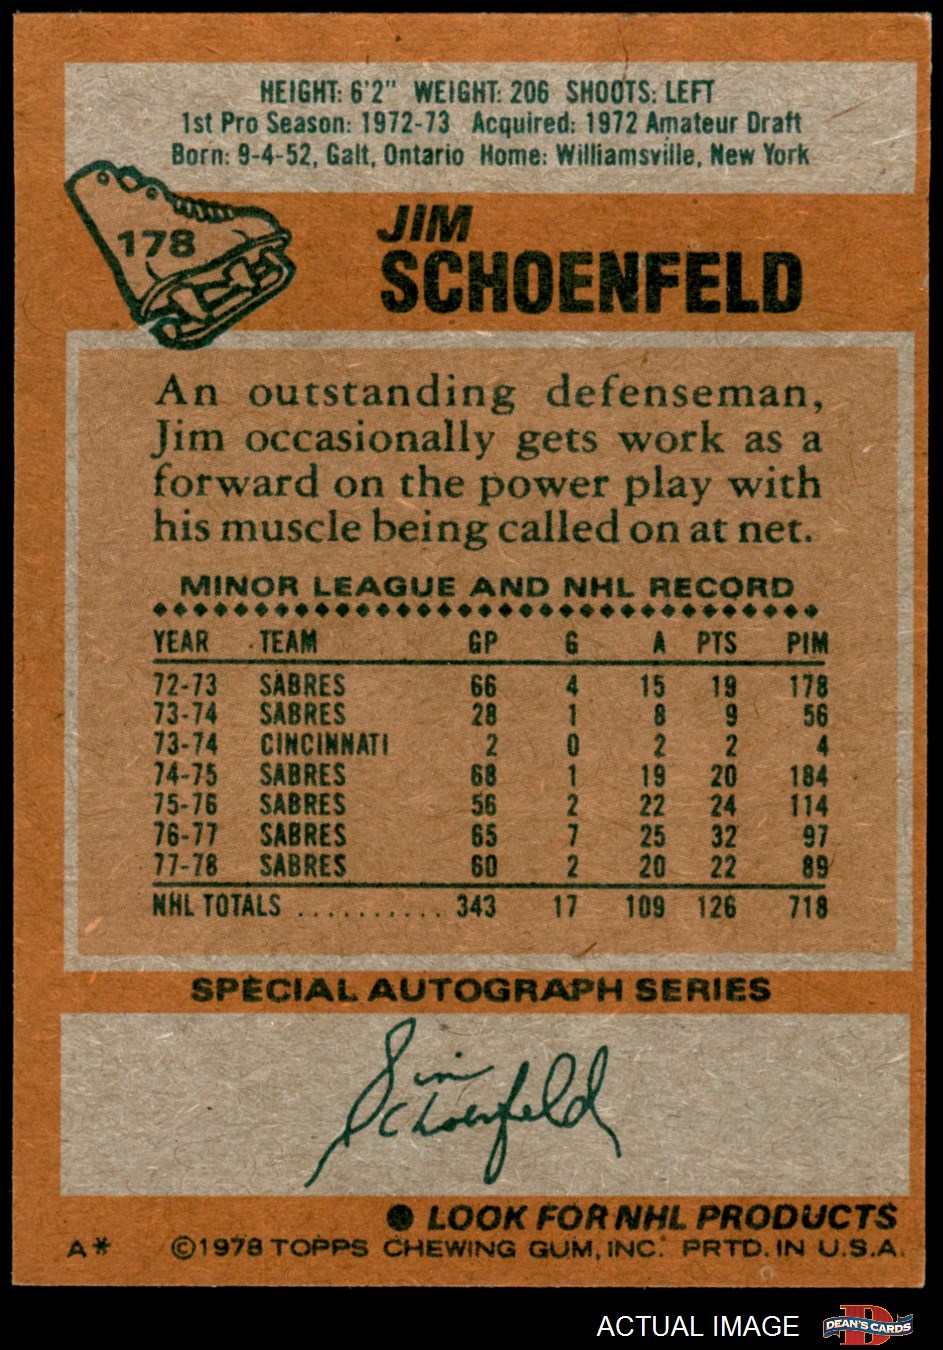 HEIGHT: 6'2" WEIGHT: 206 SHOOTS: LEFT
1st Pro Season: 1972-73 Acquired: 1972 Amateur Draft
Born: 9-4-52, Galt, Ontario Home: Williamsville, New York
178
JIM
SCHOENFELD
An outstanding defenseman,
Jim occasionally gets work as a
forward on the power play with
his muscle being called on at net.
MINOR LEAGUE AND NHL RECORD
YEAR TEAM GP G A PTS PIM
72-73 SABRES 66 4 15 19 178
73-74 SABRES 28 1 8 9 56
73-74 CINCINNATI 2 0 2 2 4
74-75 SABRES 68 1 19 20 184
75-76 SABRES 56 2 22 24 114
76-77 SABRES 65 7 25 32 97
77-78 SABRES 60 2 20 22 89
NHL TOTALS .......... 343 17 109 126 718
SPECIAL AUTOGRAPH SERIES
Jim
Schoenfeld
LOOK FOR NHL PRODUCTS
A* ©1978 TOPPS CHEWING GUM, INC. PRTD. IN U.S.A.
ACTUAL IMAGE D DEAN'S CARDS